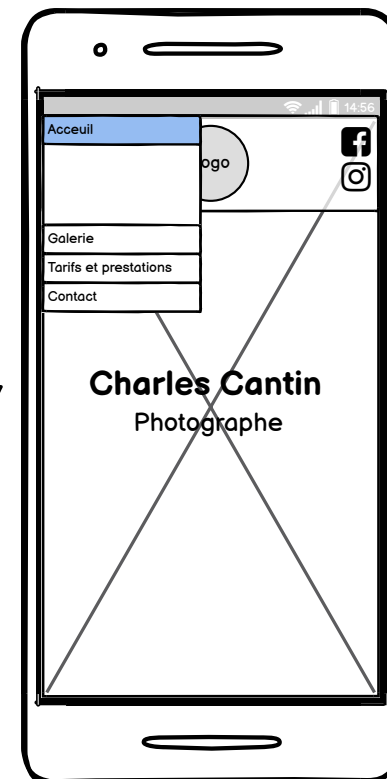 14:56
Acceuil
ogo
Galerie
Tarifs et prestations
Contact
Charles Cantin
Photographe